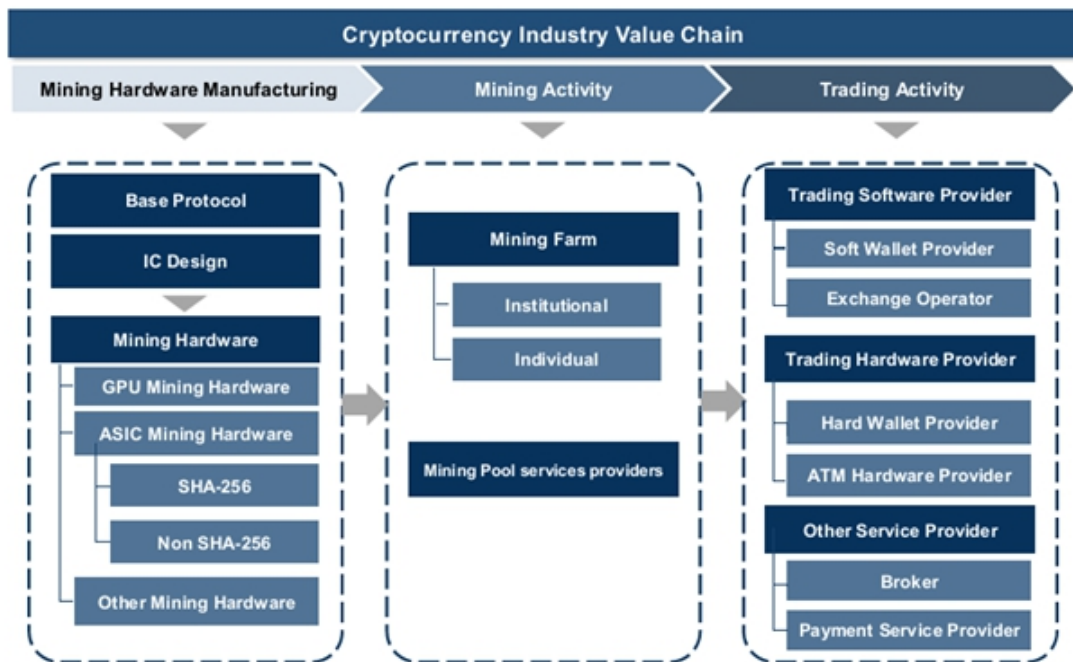 Cryptocurrency Industry Value Chain
Mining Hardware Manufacturing
Mining Activity
Trading Activity
Base Protocol
IC Design
Mining Hardware
GPU Mining Hardware
ASIC Mining Hardware
SHA-256
Non SHA-256
Other Mining Hardware
Mining Farm
Institutional
Individual
Mining Pool services providers
Trading Software Provider
Soft Wallet Provider
Exchange Operator
Trading Hardware Provider
Hard Wallet Provider
ATM Hardware Provider
Other Service Provider
Broker
Payment Service Provider